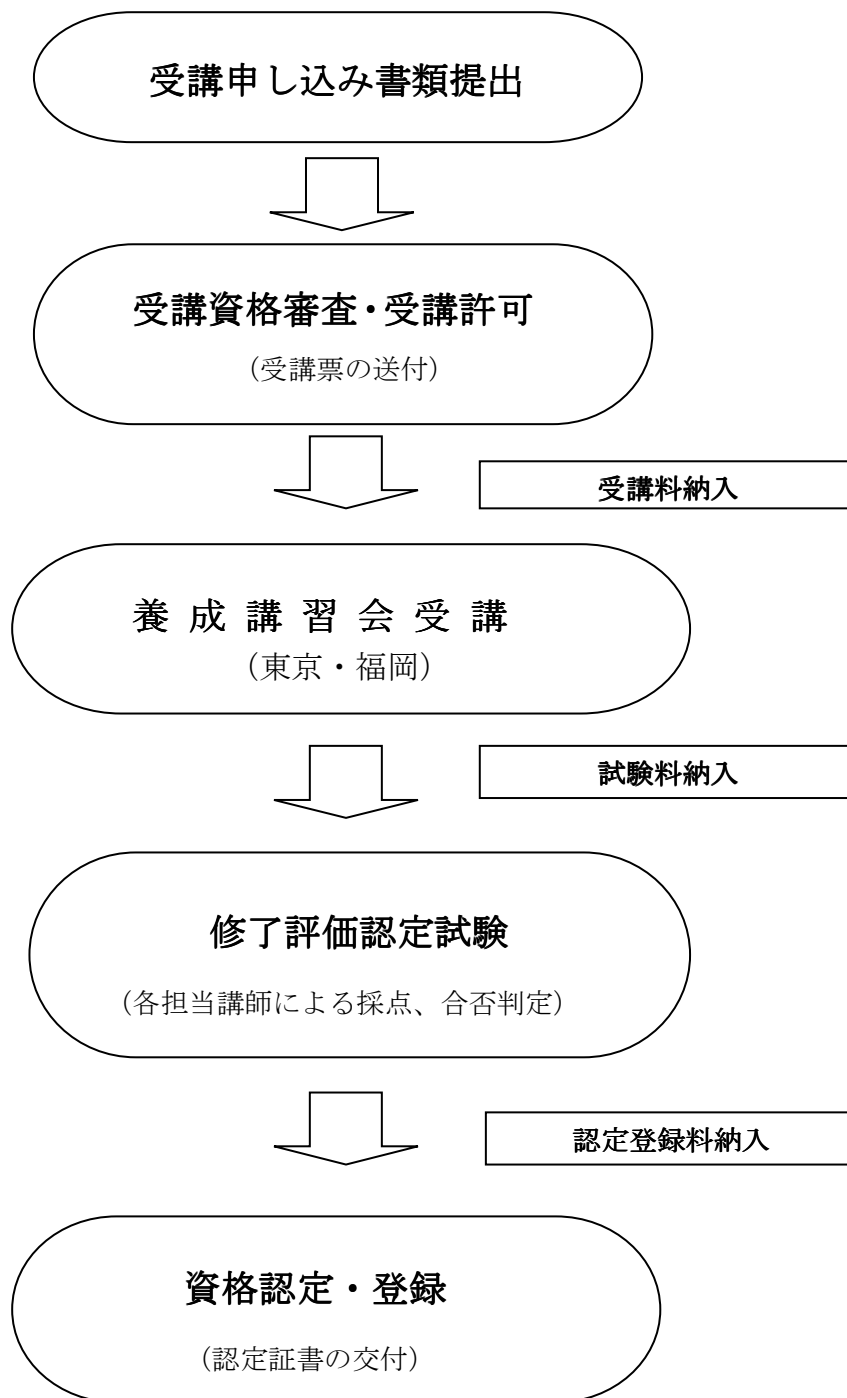 受講申し込み書類提出
受講資格審査・受講許可
（受講票の送付）
受講料納入
養成講習会受講
（東京・福岡）
試験料納入
修了評価認定試験
（各担当講師による採点、合否判定）
認定登録料納入
資格認定・登録
（認定証書の交付）